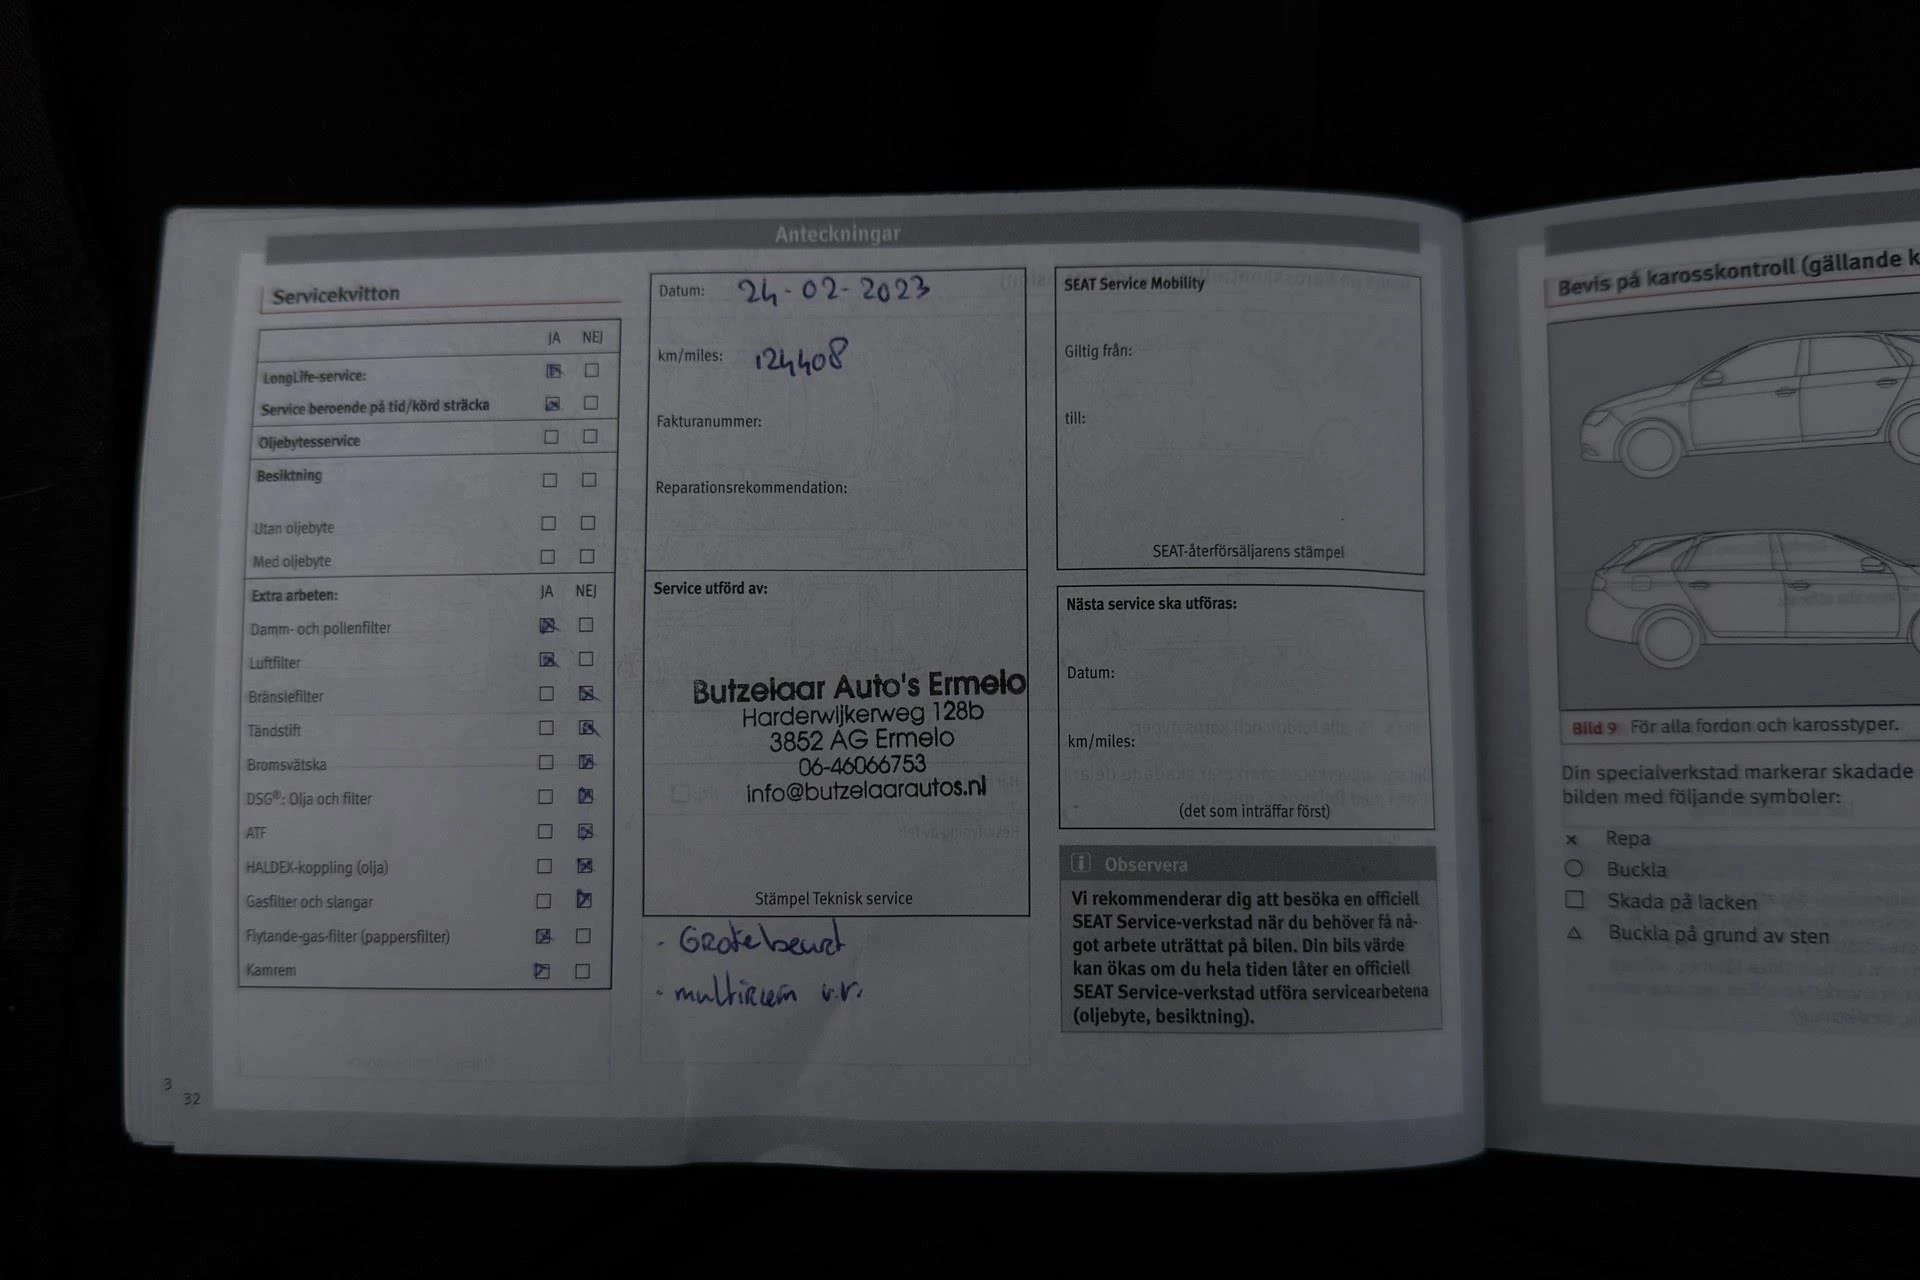 Anteckningar
Servicekvitton
JA NEJ
LongLife-service:
Service beroende på tid/körd sträcka
Oljebytesservice
Besiktning
Utan oljebyte
Med oljebyte
Extra arbeten: JA NEJ
Damm- och pollenfilter
Luftfilter
Bränslefilter
Tändstift
Bromsvätska
DSG®: Olja och filter
ATF
HALDEX-koppling (olja)
Gasfilter och slangar
Flytande-gas-filter (pappersfilter)
Kamrem
3
32
Datum: 24-02-2023
km/miles: 124408
Fakturanummer:
Reparationsrekommendation:
Service utförd av:
Butzelaar Auto's Ermelo
Harderwijkerweg 128b
3852 AG Ermelo
06-46066753
info@butzelaarautos.nl
Stämpel Teknisk service
- Grote beurt
- multiriem v.v.
SEAT Service Mobility
Giltig från:
till:
SEAT-återförsäljarens stämpel
Nästa service ska utföras:
Datum:
km/miles:
(det som inträffar först)
i Observera
Vi rekommenderar dig att besöka en officiell
SEAT Service-verkstad när du behöver få nå-
got arbete uträttat på bilen. Din bils värde
kan ökas om du hela tiden låter en officiell
SEAT Service-verkstad utföra servicearbetena
(oljebyte, besiktning).
Bevis på karosskontroll (gällande k
Bild 9 För alla fordon och karosstyper.
Din specialverkstad markerar skadade
bilden med följande symboler:
x Repa
○ Buckla
□ Skada på lacken
△ Buckla på grund av sten